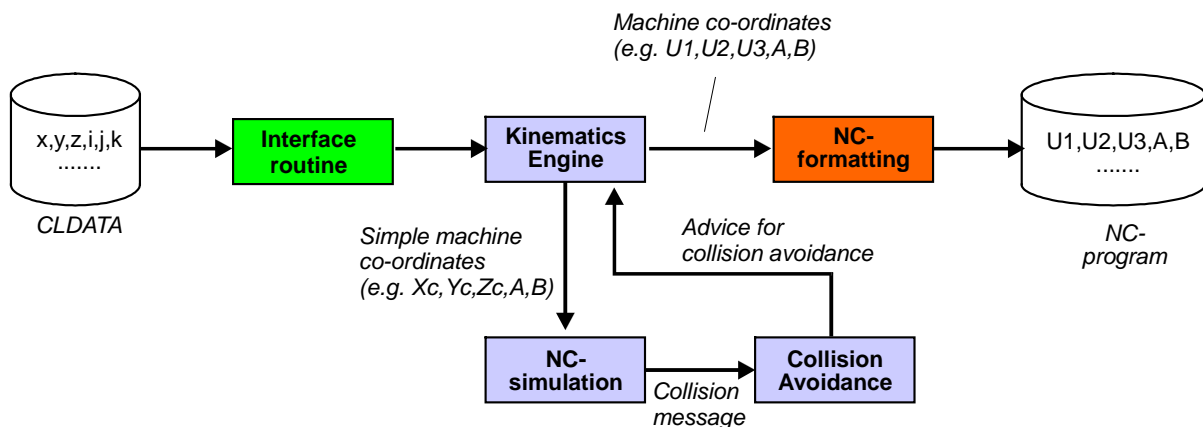 Machine co-ordinates
(e.g. U1,U2,U3,A,B)
x,y,z,i,j,k
.......
CLDATA
Interface
routine
Kinematics
Engine
NC-
formatting
U1,U2,U3,A,B
.......
NC-
program
Simple machine
co-ordinates
(e.g. Xc,Yc,Zc,A,B)
Advice for
collision avoidance
NC-
simulation
Collision
message
Collision
Avoidance